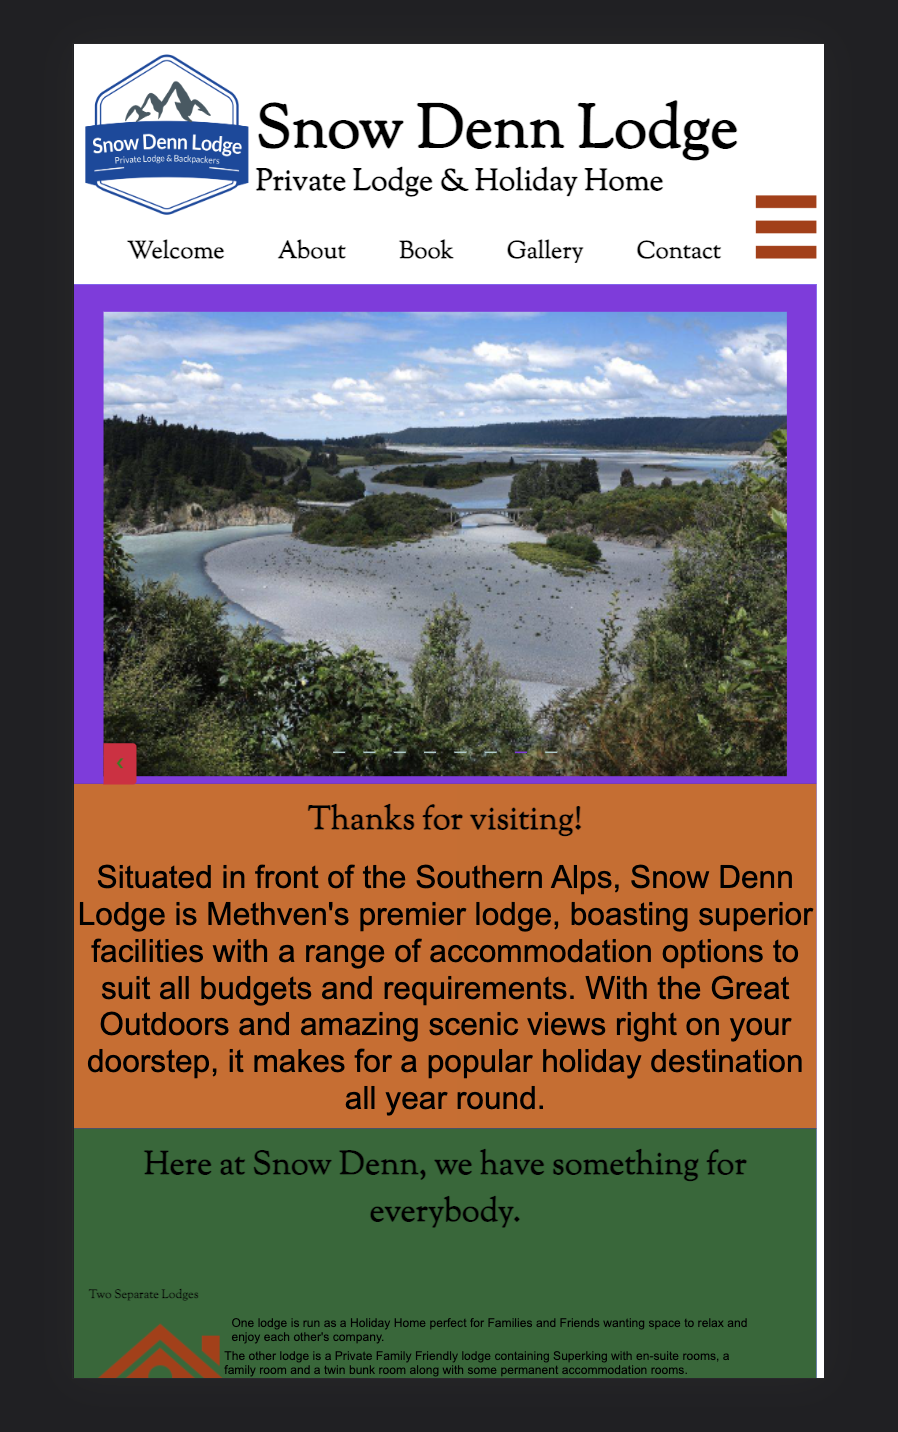 Snow Denn Lodge
Private Lodge & Backpackers
Snow Denn Lodge
Private Lodge & Holiday Home
Welcome About Book Gallery Contact
Thanks for visiting!
Situated in front of the Southern Alps, Snow Denn
Lodge is Methven's premier lodge, boasting superior
facilities with a range of accommodation options to
suit all budgets and requirements. With the Great
Outdoors and amazing scenic views right on your
doorstep, it makes for a popular holiday destination
all year round.
Here at Snow Denn, we have something for
everybody.
Two Separate Lodges
One lodge is run as a Holiday Home perfect for Families and Friends wanting space to relax and
enjoy each other's company.
The other lodge is a Private Family Friendly lodge containing Superking with en-suite rooms, a
family room and a twin bunk room along with some permanent accommodation rooms.